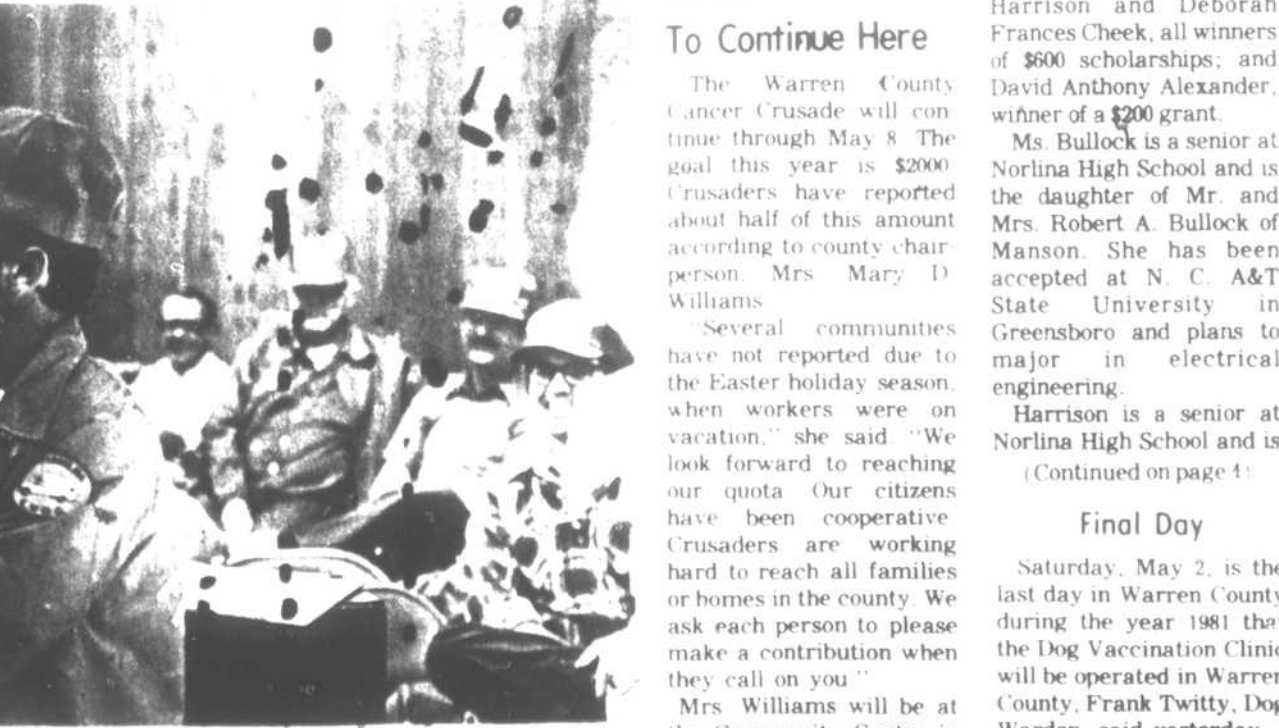 To Continue Here
The Warren County
Cancer Crusade will con
tinue through May 8 The
goal this year is $2000
Crusaders have reported
about half of this amount
according to county chair
person, Mrs Mary D
Williams
"Several communities
have not reported due to
the Easter holiday season,
when workers were on
vacation," she said "We
look forward to reaching
our quota Our citizens
have been cooperative
Crusaders are working
hard to reach all families
or homes in the county We
ask each person to please
make a contribution when
they call on you"
Mrs Williams will be at
Harrison and Deborah
Frances Cheek, all winners
of $600 scholarships; and
David Anthony Alexander,
winner of a $200 grant.
Ms. Bullock is a senior at
Norlina High School and is
the daughter of Mr. and
Mrs. Robert A. Bullock of
Manson. She has been
accepted at N. C. A&T
State University in
Greensboro and plans to
major in electrical
engineering.
Harrison is a senior at
Norlina High School and is
(Continued on page 4)
Final Day
Saturday, May 2, is the
last day in Warren County
during the year 1981 tha
the Dog Vaccination Clinic
will be operated in Warren
County, Frank Twitty, Dog